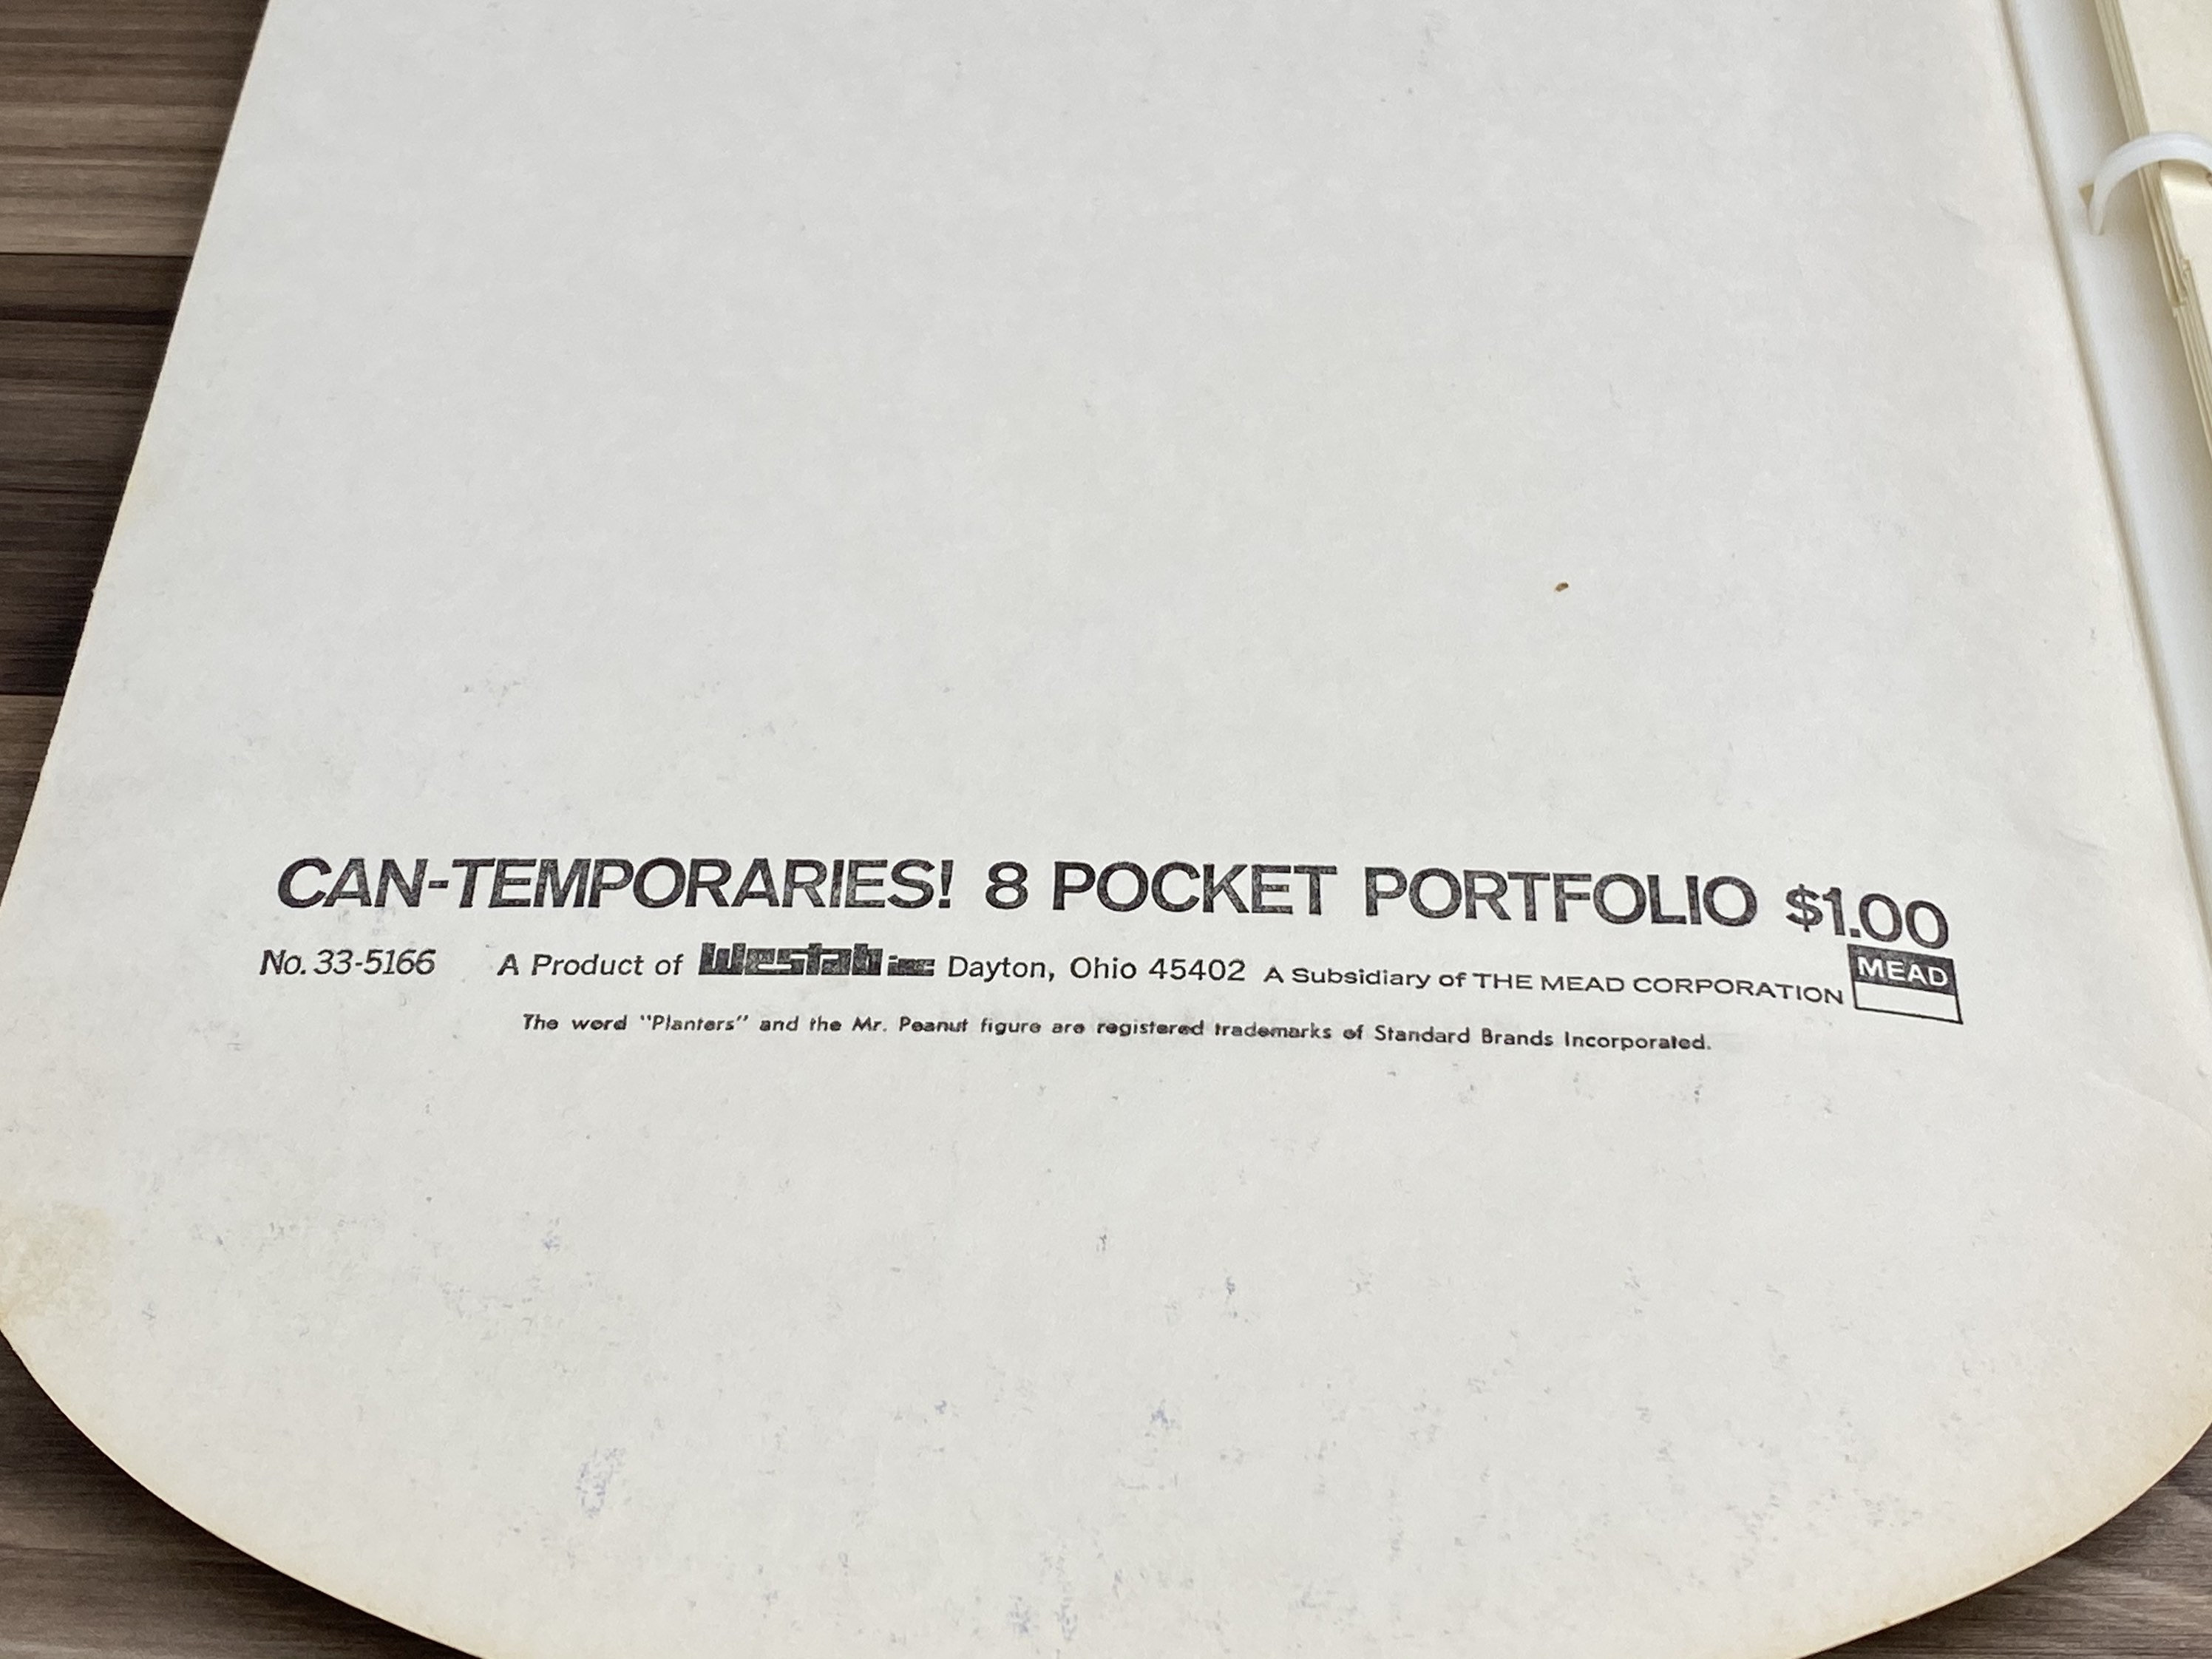 CAN-TEMPORARIES! 8 POCKET PORTFOLIO $1.00
No. 33-5166 A Product of Westab inc Dayton, Ohio 45402 A Subsidiary of THE MEAD CORPORATION MEAD
The word "Planters" and the Mr. Peanut figure are registered trademarks of Standard Brands Incorporated.